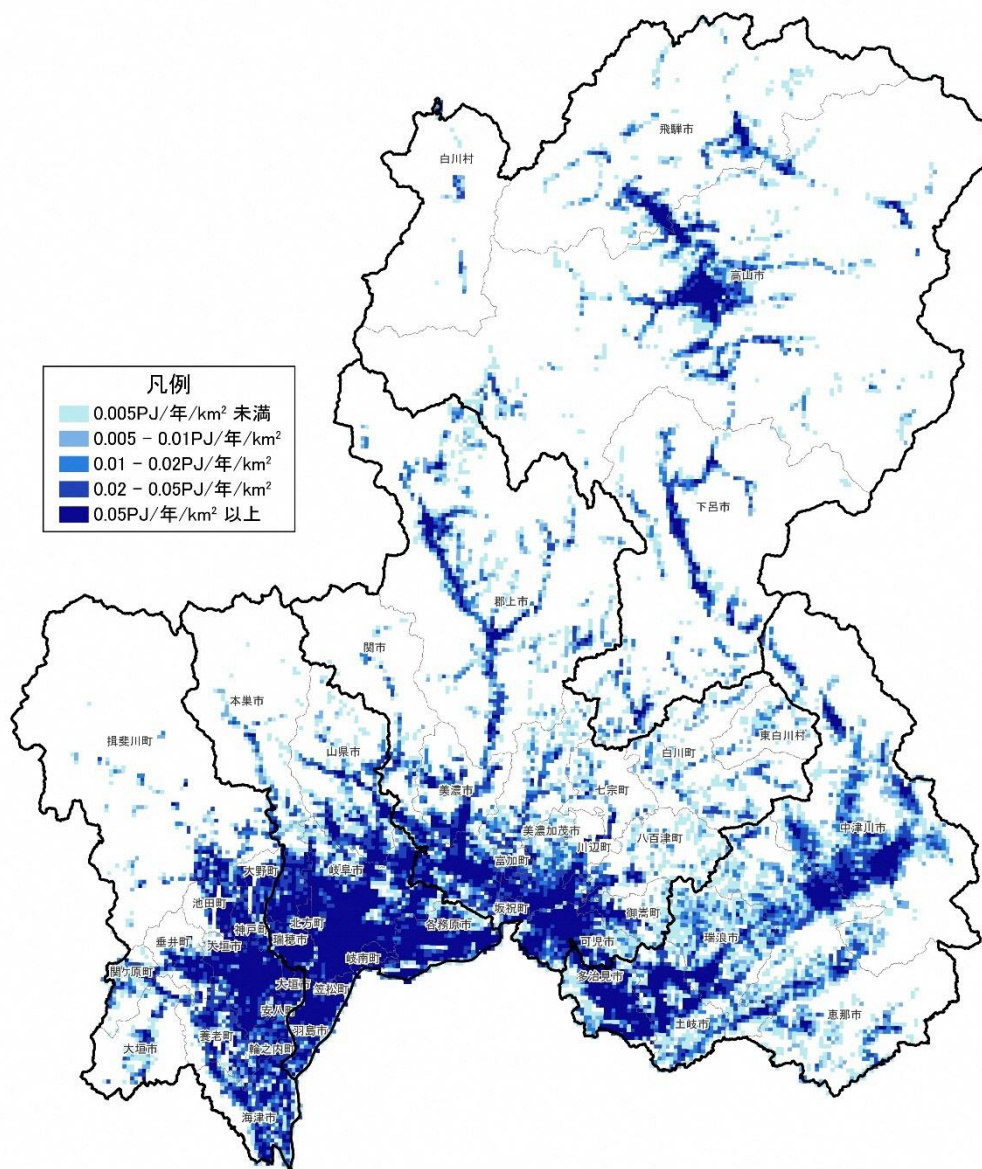 飛騨市
白川村
高山市
凡例
0.005PJ/年/km² 未満
0.005 - 0.01PJ/年/km²
0.01 - 0.02PJ/年/km²
0.02 - 0.05PJ/年/km²
0.05PJ/年/km² 以上
下呂市
郡上市
関市
本巣市
東白川村
揖斐川町
山県市
白川町
美濃市
七宗町
中津川市
美濃加茂市
八百津町
川辺町
富加町
大野町
岐阜市
池田町
坂祝町
御嵩町
北方町
各務原市
神戸町
瑞穂市
可児市
瑞浪市
垂井町
大垣市
岐南町
関ケ原町
多治見市
大垣市
笠松町
安八町
恵那市
羽島市
土岐市
養老町
大垣市
輪之内町
海津市